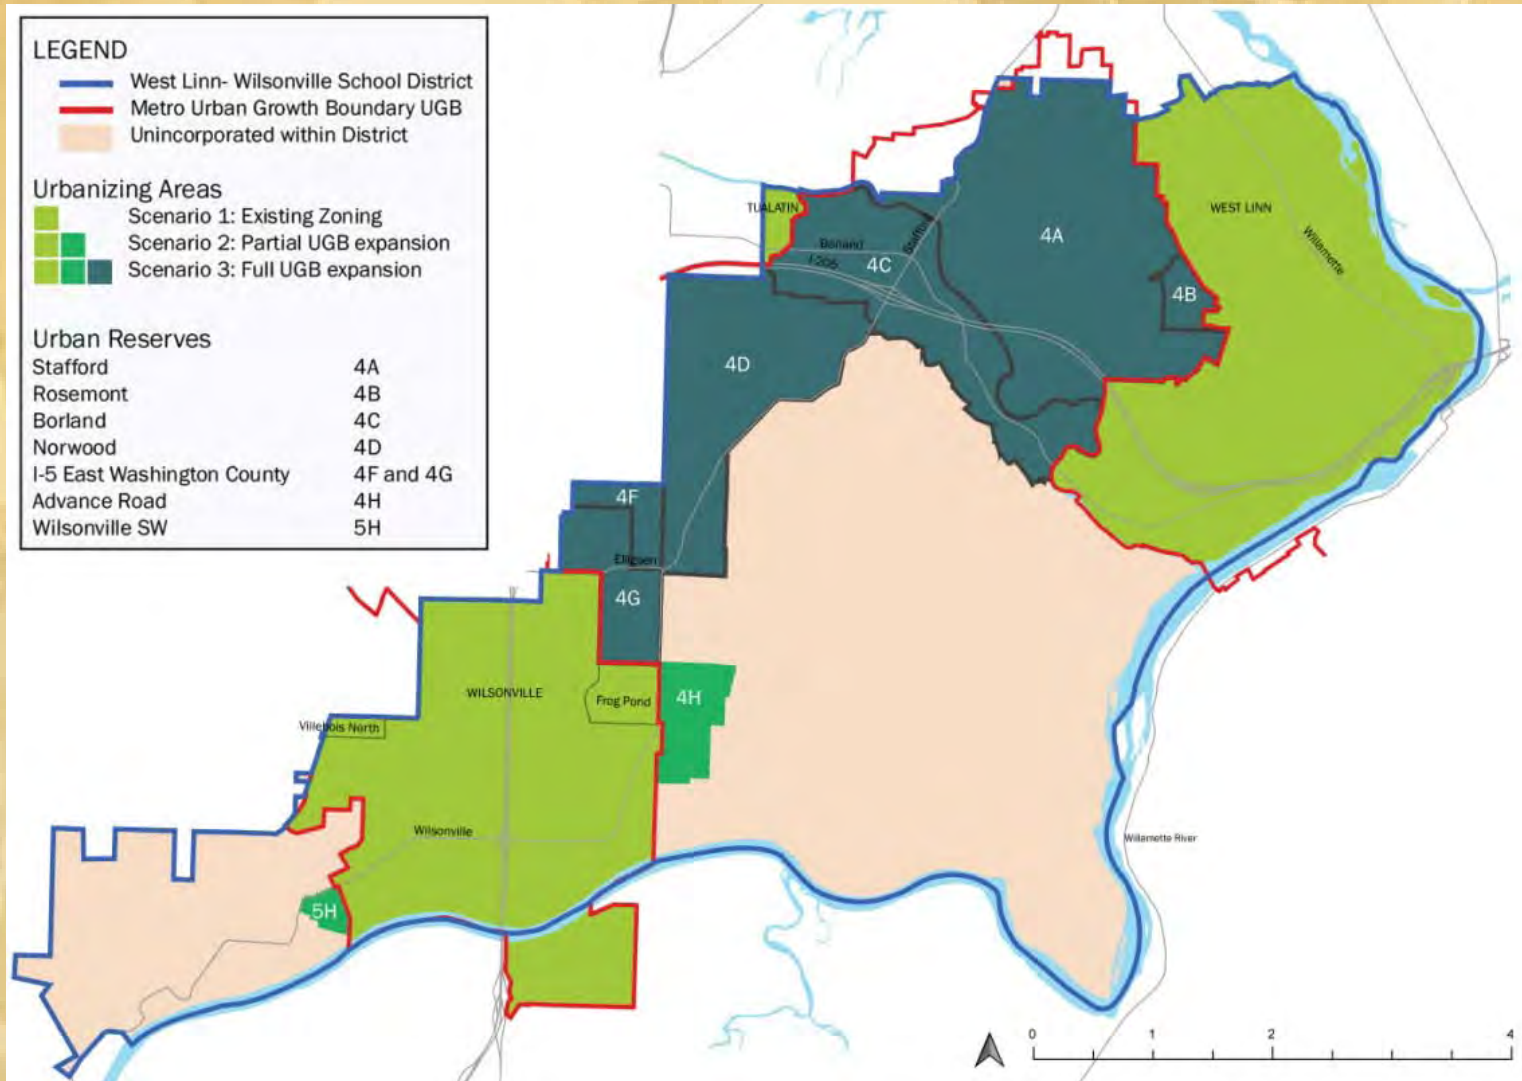 LEGEND
West Linn- Wilsonville School District
Metro Urban Growth Boundary UGB
Unincorporated within District
Urbanizing Areas
Scenario 1: Existing Zoning
Scenario 2: Partial UGB expansion
Scenario 3: Full UGB expansion
Urban Reserves
Stafford 4A
Rosemont 4B
Borland 4C
Norwood 4D
I-5 East Washington County 4F and 4G
Advance Road 4H
Wilsonville SW 5H
TUALATIN
WEST LINN
4A
Stafford
Borland
Willamette
I-205
4C
4B
4D
4F
Elligsen
4G
WILSONVILLE
Frog Pond
4H
Villebois North
Wilsonville
Willamette River
5H
0 1 2 4